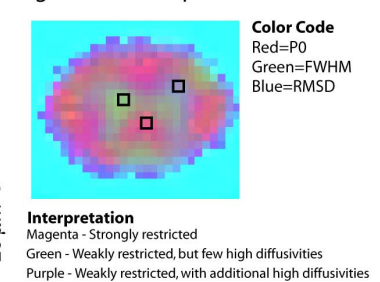 Color Code
Red=P0
Green=FWHM
Blue=RMSD
Interpretation
Magenta - Strongly restricted
Green - Weakly restricted, but few high diffusivities
Purple - Weakly restricted, with additional high diffusivities